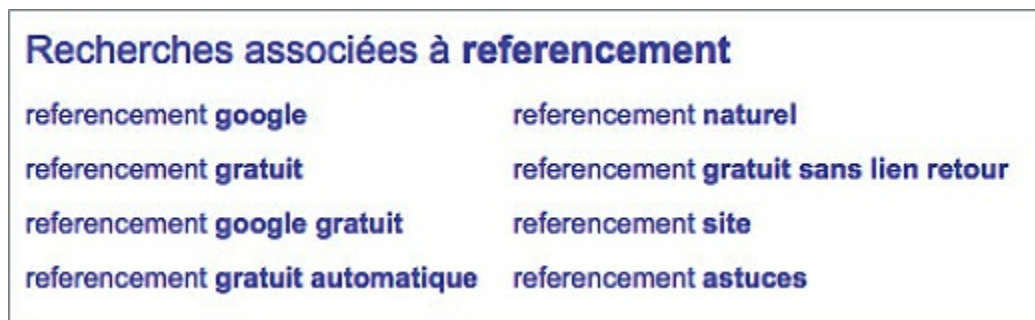 Recherches associées à referencement
referencement google
referencement naturel
referencement gratuit
referencement gratuit sans lien retour
referencement google gratuit
referencement site
referencement gratuit automatique
referencement astuces